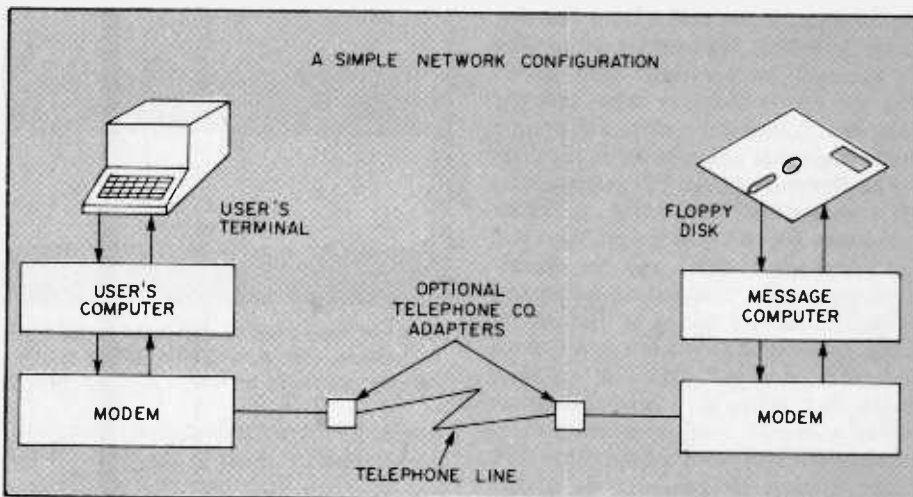 A SIMPLE NETWORK CONFIGURATION
USER'S
TERMINAL
FLOPPY
DISK
USER'S
COMPUTER
OPTIONAL
TELEPHONE CO.
ADAPTERS
MESSAGE
COMPUTER
MODEM
MODEM
TELEPHONE LINE